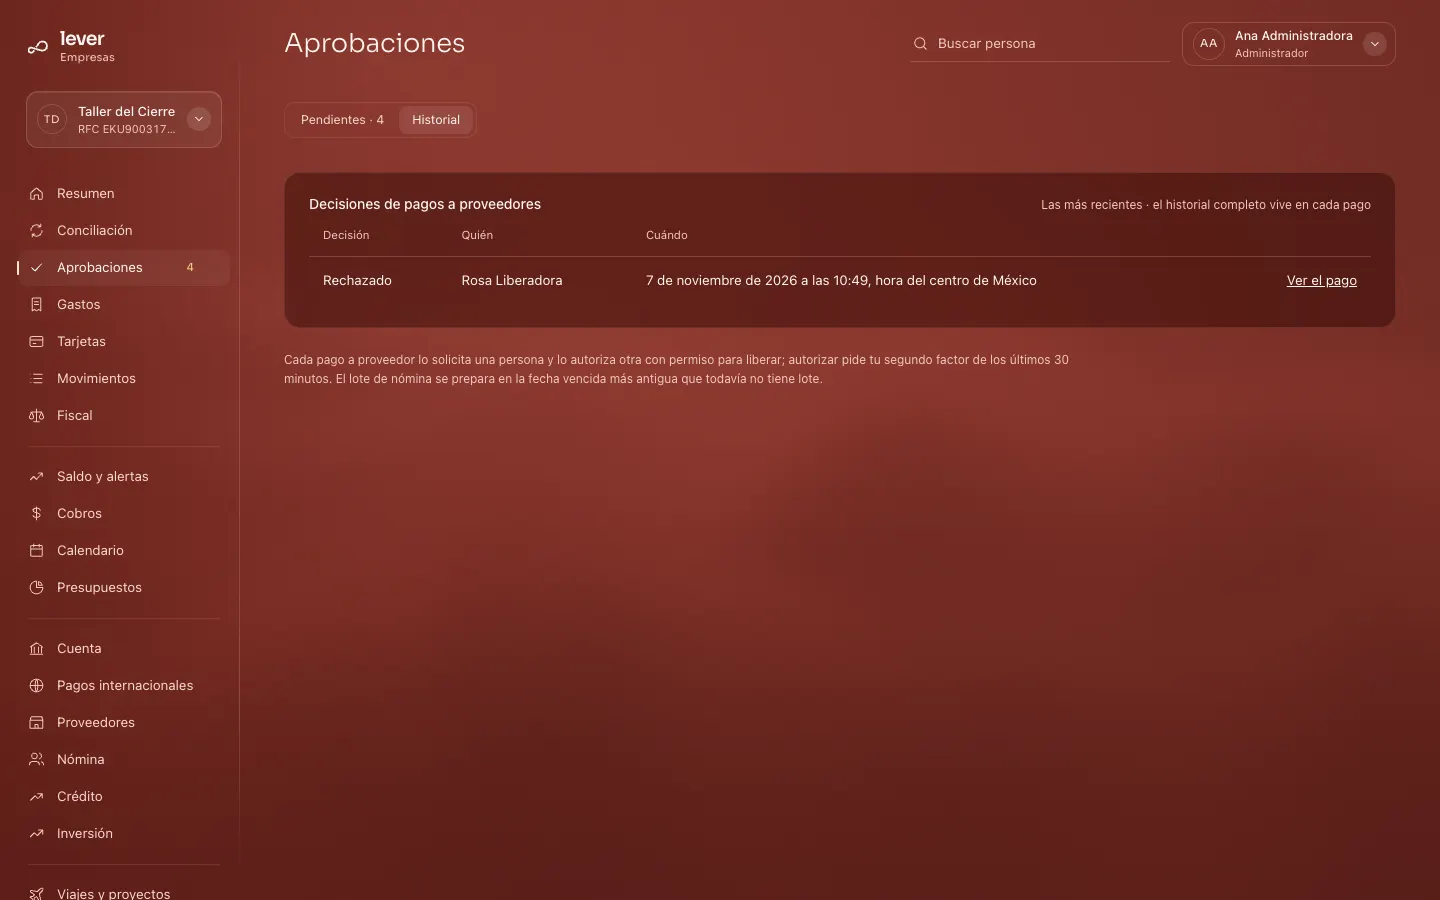 lever
Empresas
TD
Taller del Cierre
RFC EKU900317...
Resumen
Conciliación
Aprobaciones 4
Gastos
Tarjetas
Movimientos
Fiscal
Saldo y alertas
Cobros
Calendario
Presupuestos
Cuenta
Pagos internacionales
Proveedores
Nómina
Crédito
Inversión
Viajes y proyectos
Aprobaciones
Buscar persona
AA
Ana Administradora
Administrador
Pendientes · 4
Historial
Decisiones de pagos a proveedores
Las más recientes · el historial completo vive en cada pago
Decisión Quién Cuándo
Rechazado Rosa Liberadora 7 de noviembre de 2026 a las 10:49, hora del centro de México Ver el pago
Cada pago a proveedor lo solicita una persona y lo autoriza otra con permiso para liberar; autorizar pide tu segundo factor de los últimos 30
minutos. El lote de nómina se prepara en la fecha vencida más antigua que todavía no tiene lote.